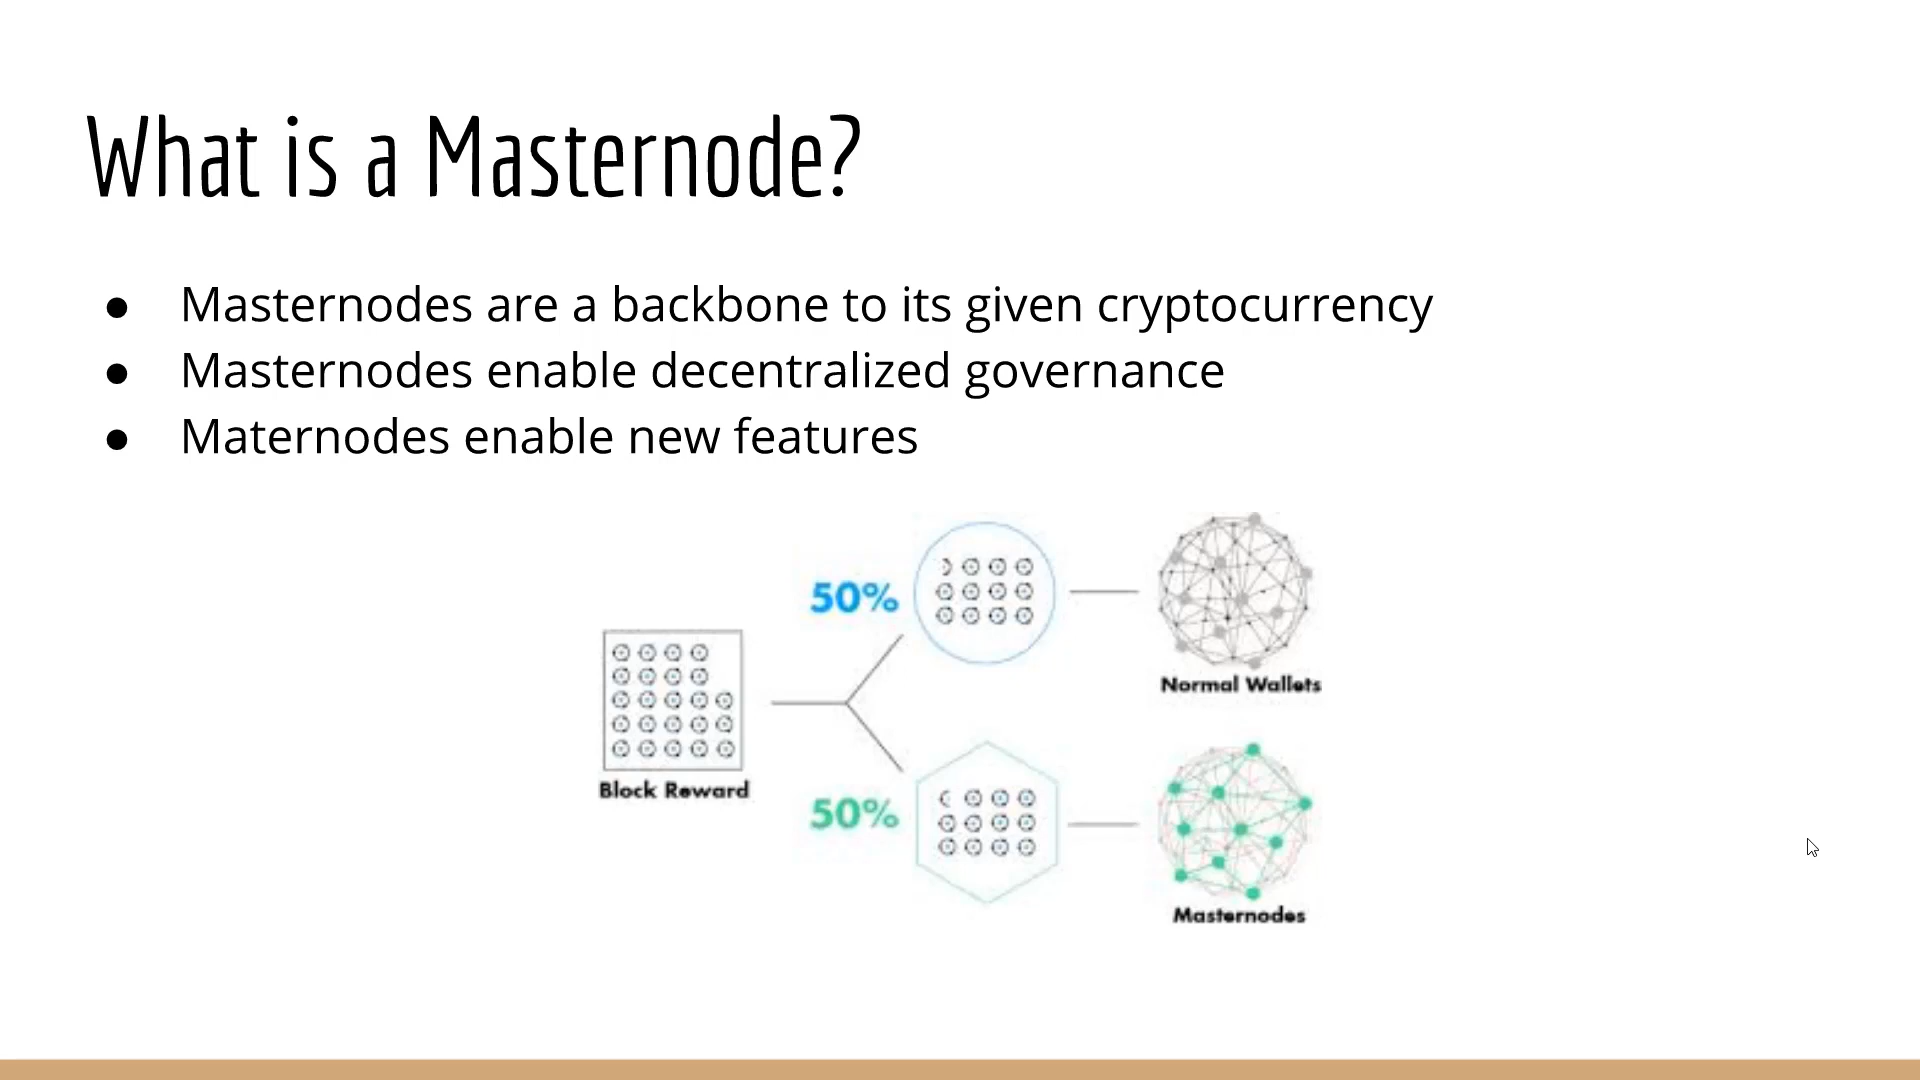 What is a Masternode?
● Masternodes are a backbone to its given cryptocurrency
● Masternodes enable decentralized governance
● Maternodes enable new features
50%
Normal Wallets
Block Reward
50%
Masternodes